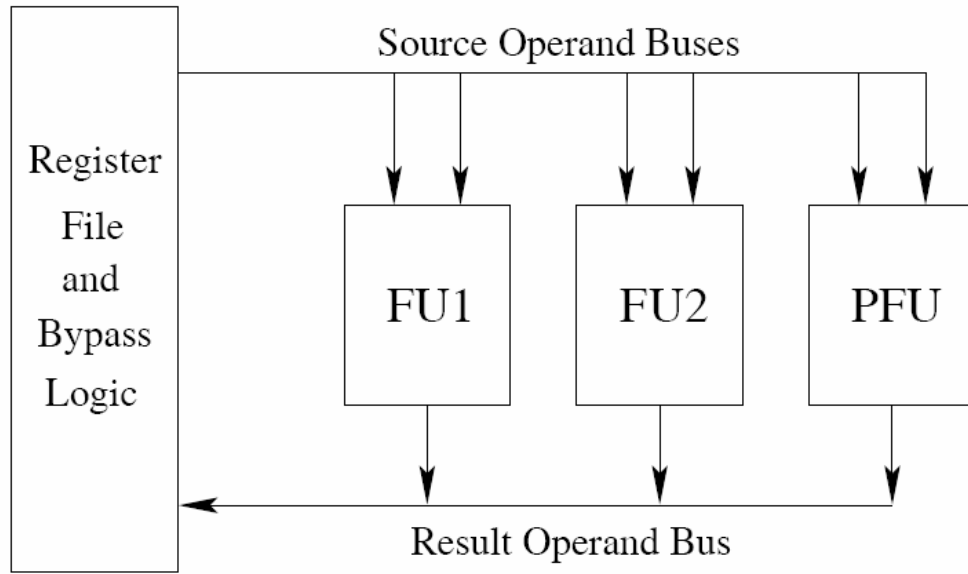 Source Operand Buses
Register
File
and
Bypass
Logic
FU1
FU2
PFU
Result Operand Bus